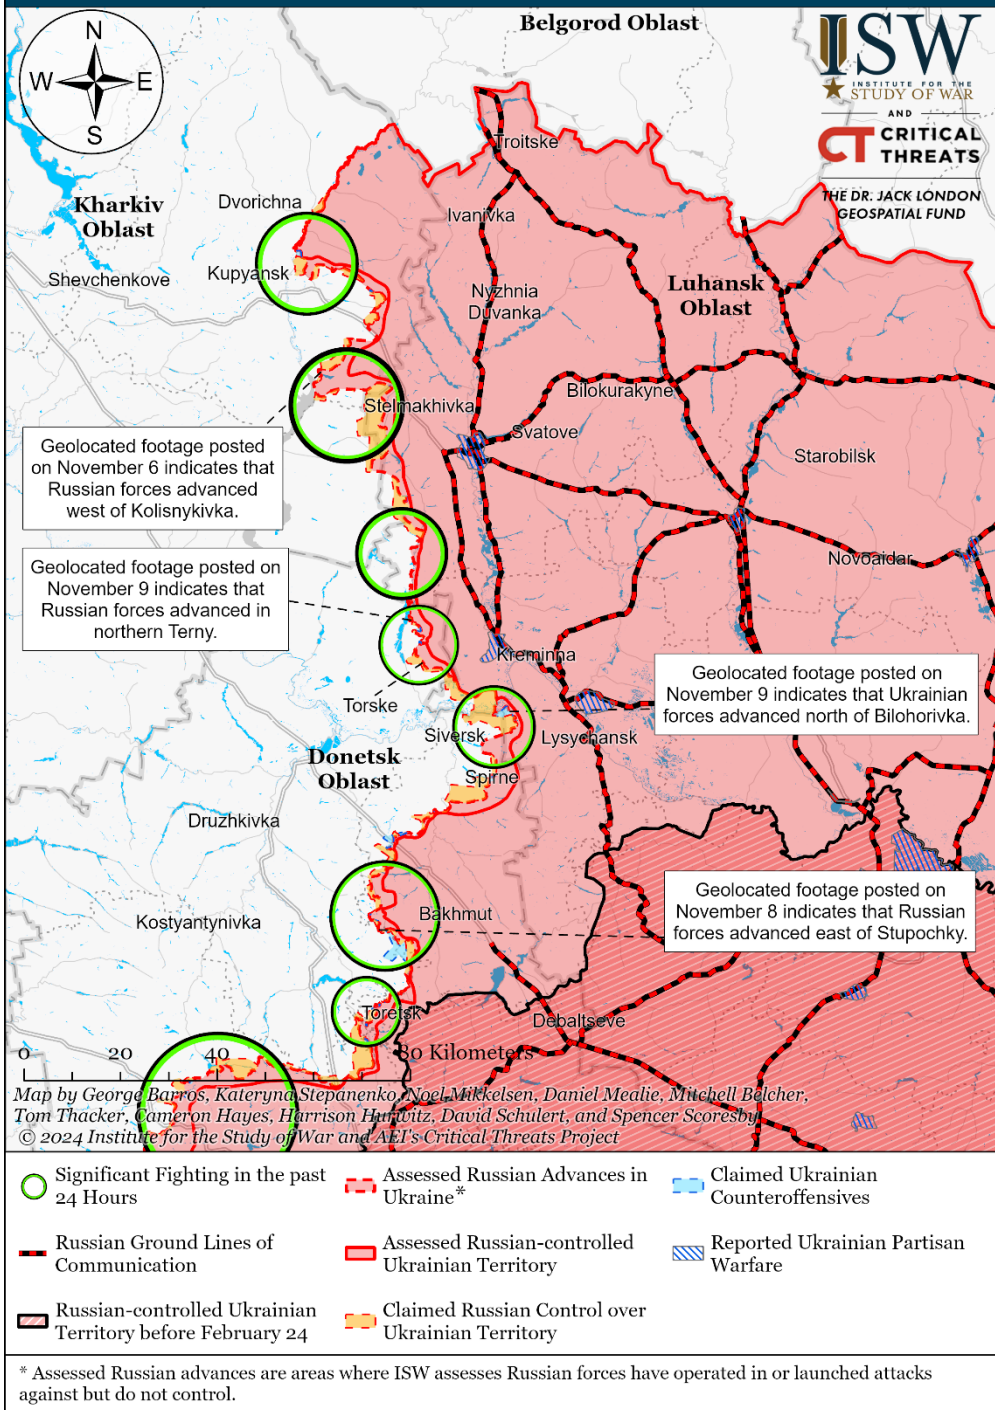 Belgorod Oblast
N
W
E
S
ISW
INSTITUTE FOR THE
STUDY OF WAR
AND
CT CRITICAL
THREATS
THE DR. JACK LONDON
GEOSPATIAL FUND
Troitske
Kharkiv
Oblast
Dvorichna
Ivanivka
Shevchenkove
Kupyansk
Nyzhnia
Duvanka
Luhansk
Oblast
Bilokurakyne
Stelmakhivka
Svatove
Starobilsk
Geolocated footage posted
on November 6 indicates that
Russian forces advanced
west of Kolisnykivka.
Novoaidar
Geolocated footage posted on
November 9 indicates that
Russian forces advanced in
northern Terny.
Kreminna
Geolocated footage posted on
November 9 indicates that Ukrainian
forces advanced north of Bilohorivka.
Torske
Siversk
Lysychansk
Donetsk
Oblast
Spirne
Druzhkivka
Geolocated footage posted on
November 8 indicates that Russian
forces advanced east of Stupochky.
Kostyantynivka
Bakhmut
Toretsk
Debaltseve
0 20 40 80 Kilometers
Map by George Barros, Kateryna Stepanenko, Noel Mikkelsen, Daniel Mealie, Mitchell Belcher,
Tom Thacker, Cameron Hayes, Harrison Hurwitz, David Schulert, and Spencer Scoresby
© 2024 Institute for the Study of War and AEI's Critical Threats Project
Significant Fighting in the past
24 Hours
Assessed Russian Advances in
Ukraine*
Claimed Ukrainian
Counteroffensives
Russian Ground Lines of
Communication
Assessed Russian-controlled
Ukrainian Territory
Reported Ukrainian Partisan
Warfare
Russian-controlled Ukrainian
Territory before February 24
Claimed Russian Control over
Ukrainian Territory
* Assessed Russian advances are areas where ISW assesses Russian forces have operated in or launched attacks
against but do not control.